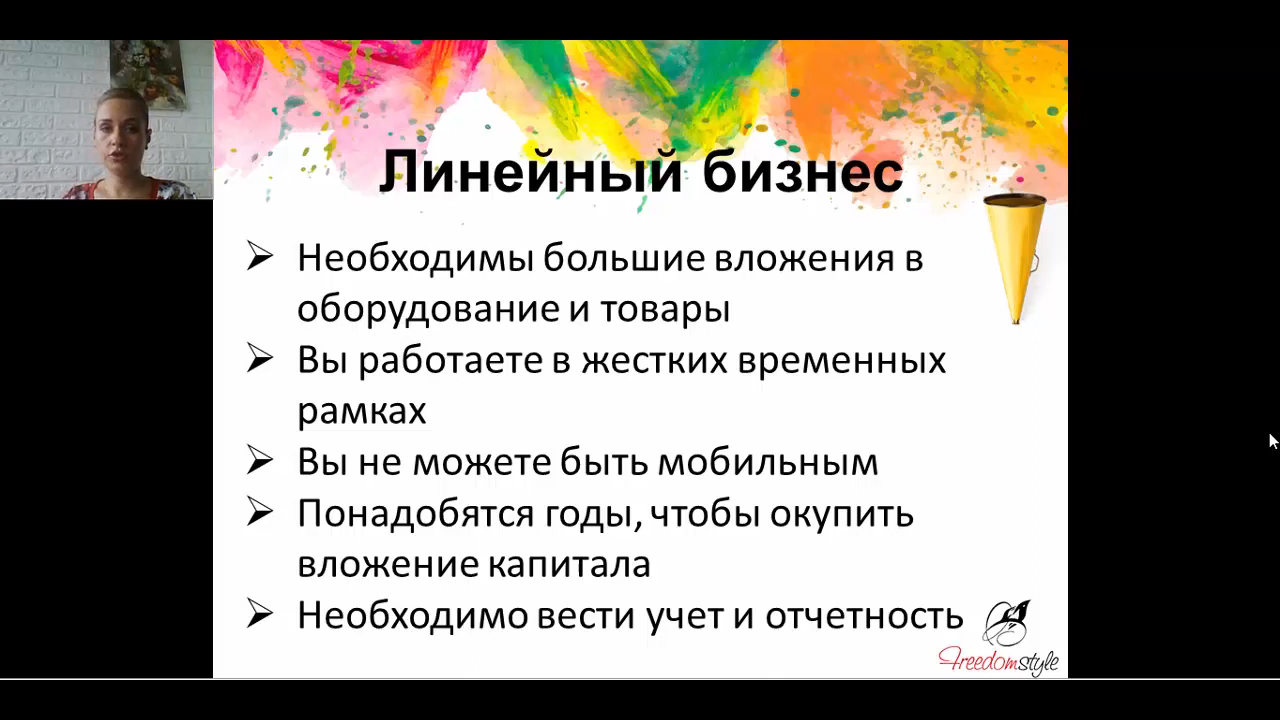 Линейный бизнес
Необходимы большие вложения в
оборудование и товары
Вы работаете в жестких временных
рамках
Вы не можете быть мобильным
Понадобятся годы, чтобы окупить
вложение капитала
Необходимо вести учет и отчетность
Freedomstyle